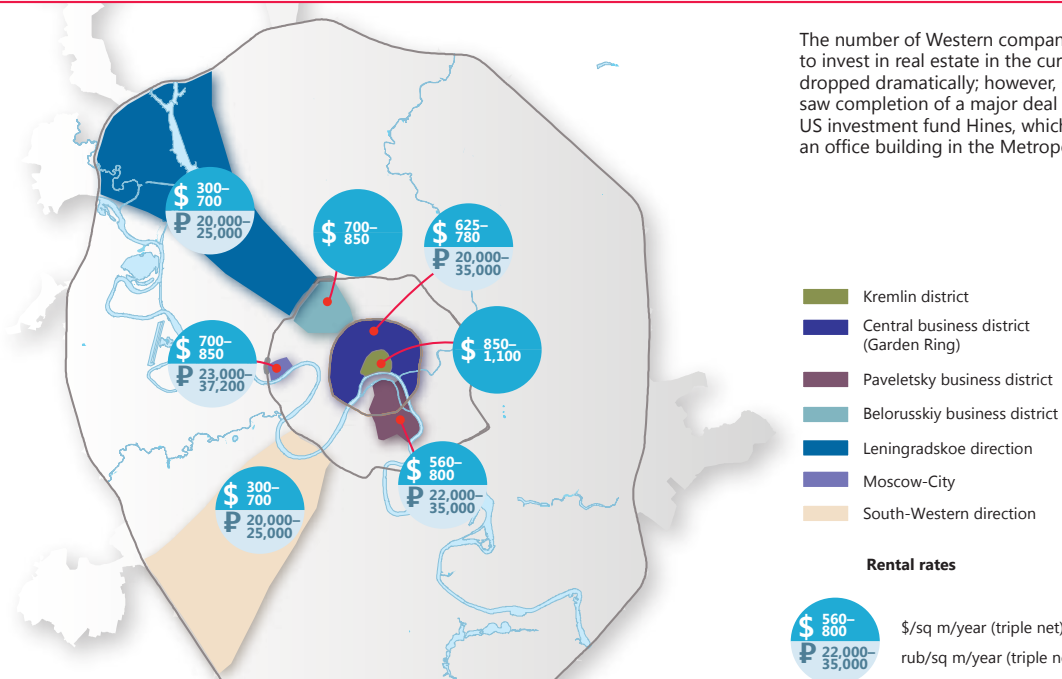 The number of Western compan
to invest in real estate in the cur
dropped dramatically; however,
saw completion of a major deal
US investment fund Hines, which
an office building in the Metrop
$ 300–
700
₽ 20,000–
25,000
$ 700–
850
$ 625–
780
₽ 20,000–
35,000
$ 850–
1,100
$ 700–
850
₽ 23,000–
37,200
$ 560–
800
₽ 22,000–
35,000
$ 300–
700
₽ 20,000–
25,000
Kremlin district
Central business district
(Garden Ring)
Paveletsky business district
Belorusskiy business district
Leningradskoe direction
Moscow-City
South-Western direction
Rental rates
$ 560–
800
₽ 22,000–
35,000
$/sq m/year (triple net)
rub/sq m/year (triple ne